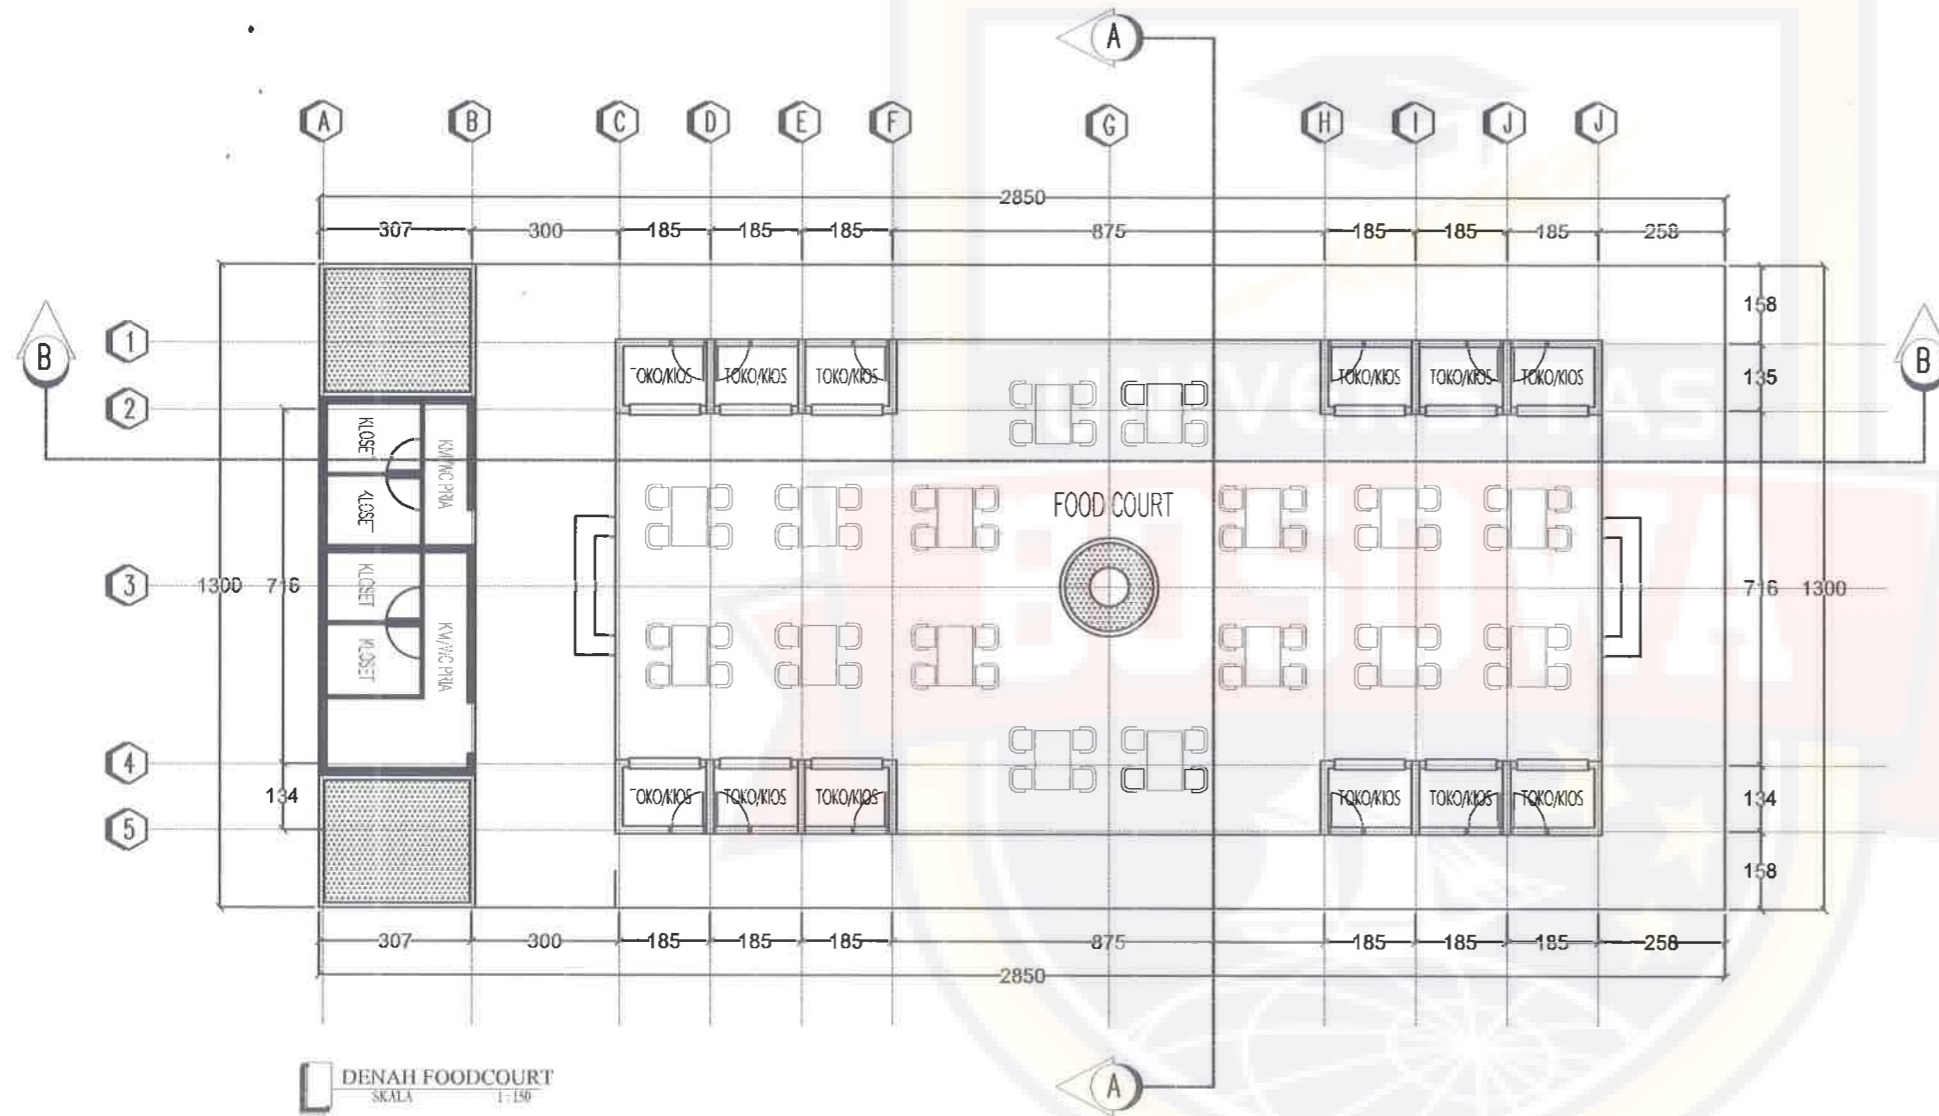 A
A B C D E F G H I J J
2850
307 300 185 185 185 875 185 185 185 258
158
1
B
B
TOKO/KIOS TOKO/KIOS TOKO/KIOS TOKO/KIOS TOKO/KIOS TOKO/KIOS
135
2
UNIVERSITAS
KLOSET
KM/WC PRIA
KLOSET
FOOD COURT
BOSOWA
3
1300 716
716 1300
KLOSET
KLOSET
KM/WC PRIA
4
134
TOKO/KIOS TOKO/KIOS TOKO/KIOS TOKO/KIOS TOKO/KIOS TOKO/KIOS
134
5
158
307 300 185 185 185 875 185 185 185 258
2850
A
DENAH FOODCOURT
SKALA 1:150